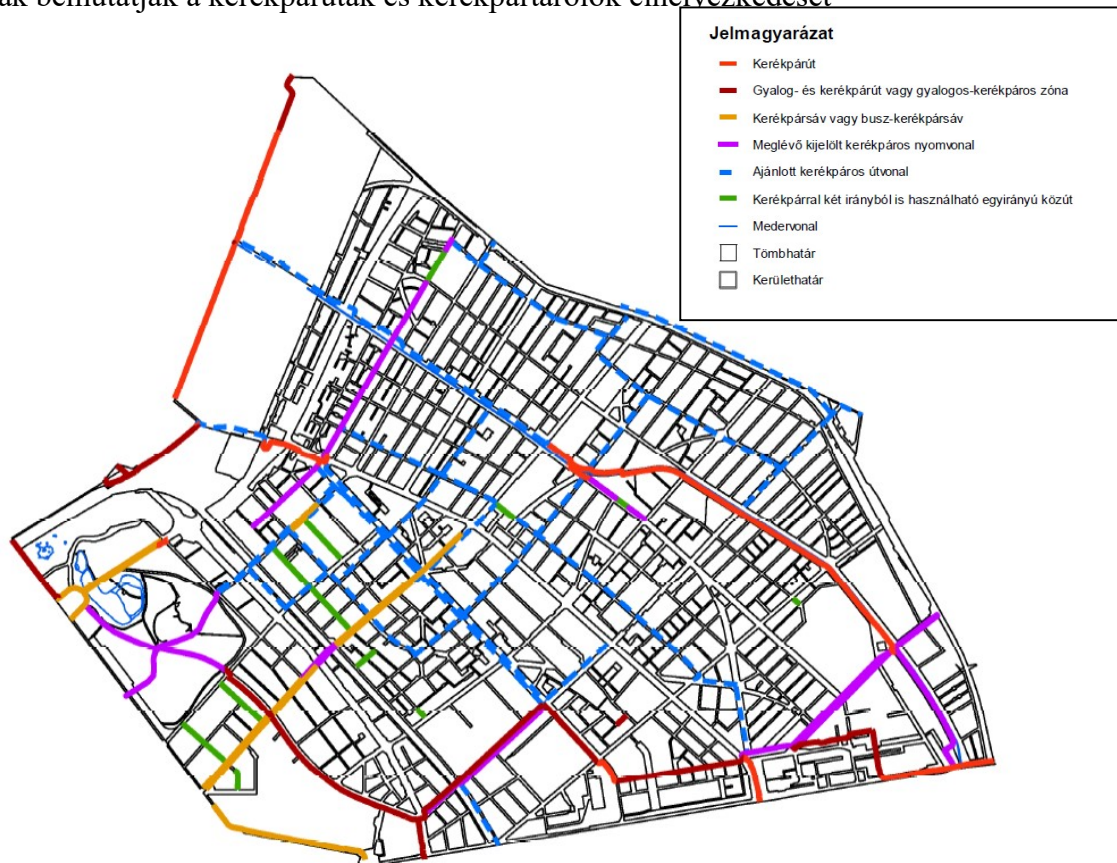 bemutatják a kerékpárutak és kerékpártárolók elhelyezkedését
Jelmagyarázat
Kerékpárút
Gyalog- és kerékpárút vagy gyalogos-kerékpáros zóna
Kerékpársáv vagy busz-kerékpársáv
Meglévő kijelölt kerékpáros nyomvonal
Ajánlott kerékpáros útvonal
Kerékpárral két irányból is használható egyirányú közút
Medervonal
Tömbhatár
Kerülethatár